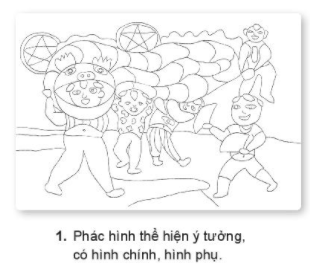 1. Phác hình thể hiện ý tưởng,
có hình chính, hình phụ.